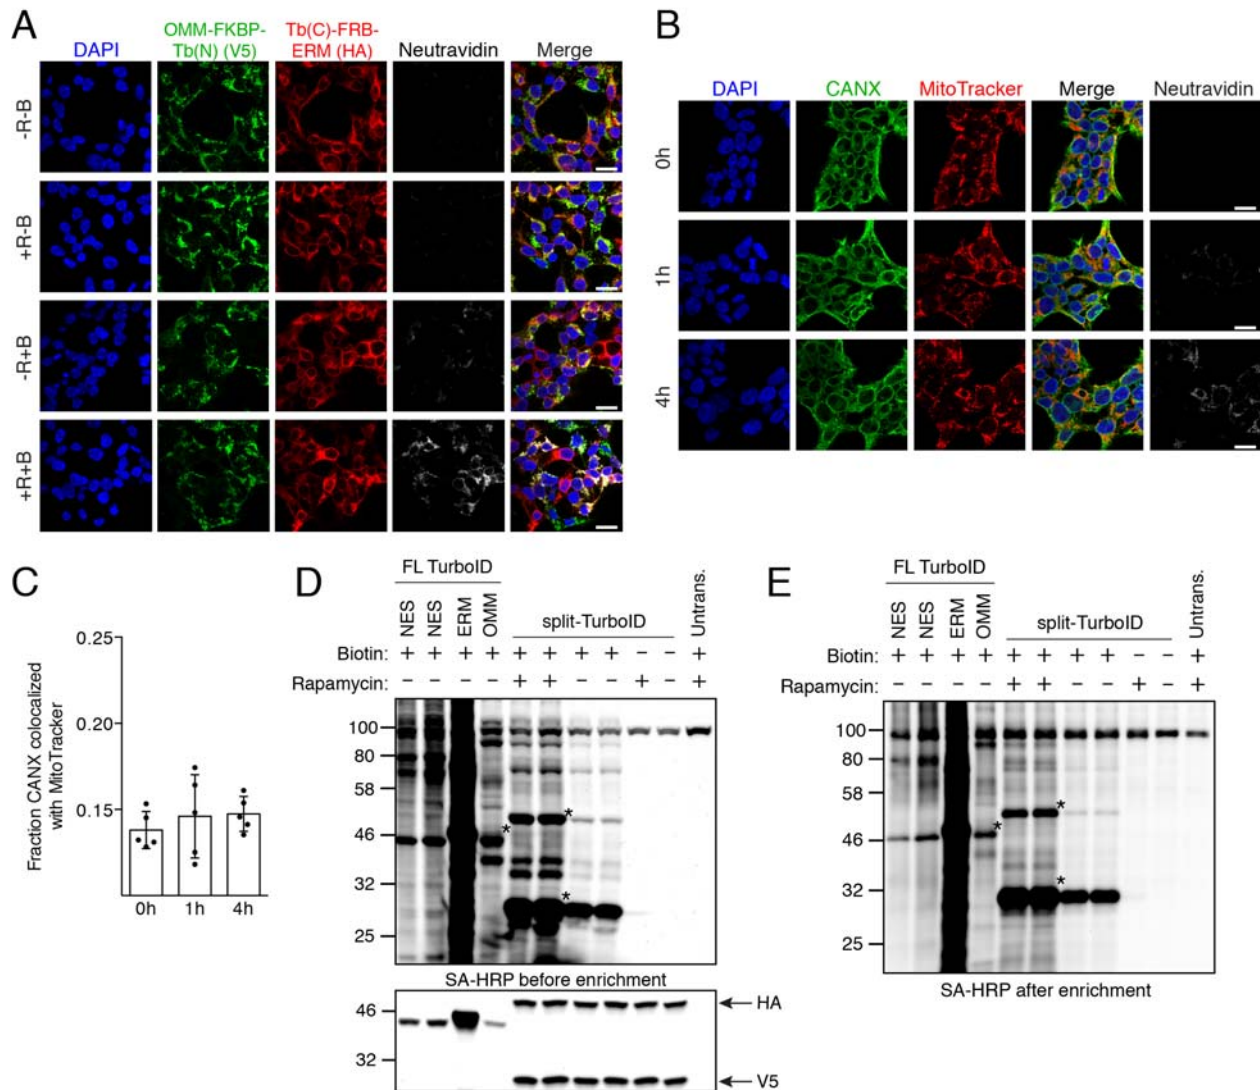 A
DAPI
OMM-FKBP-
Tb(N) (V5)
Tb(C)-FRB-
ERM (HA)
Neutravidin
Merge
-R-B
+R-B
-R+B
+R+B
B
DAPI
CANX
MitoTracker
Merge
Neutravidin
0h
1h
4h
C
Fraction CANX colocalized
with MitoTracker
0.25
0.20
0.15
0h 1h 4h
D
FL TurboID
NES NES ERM OMM
split-TurboID
Untrans.
Biotin: + + + + + + + + − − +
Rapamycin: − − − − + + − − + − +
100
80
58
46
32
25
*
*
*
SA-HRP before enrichment
46
32
HA
V5
E
FL TurboID
NES NES ERM OMM
split-TurboID
Untrans.
Biotin: + + + + + + + + − − +
Rapamycin: − − − − + + − − + − +
100
80
58
46
32
25
*
*
*
SA-HRP after enrichment